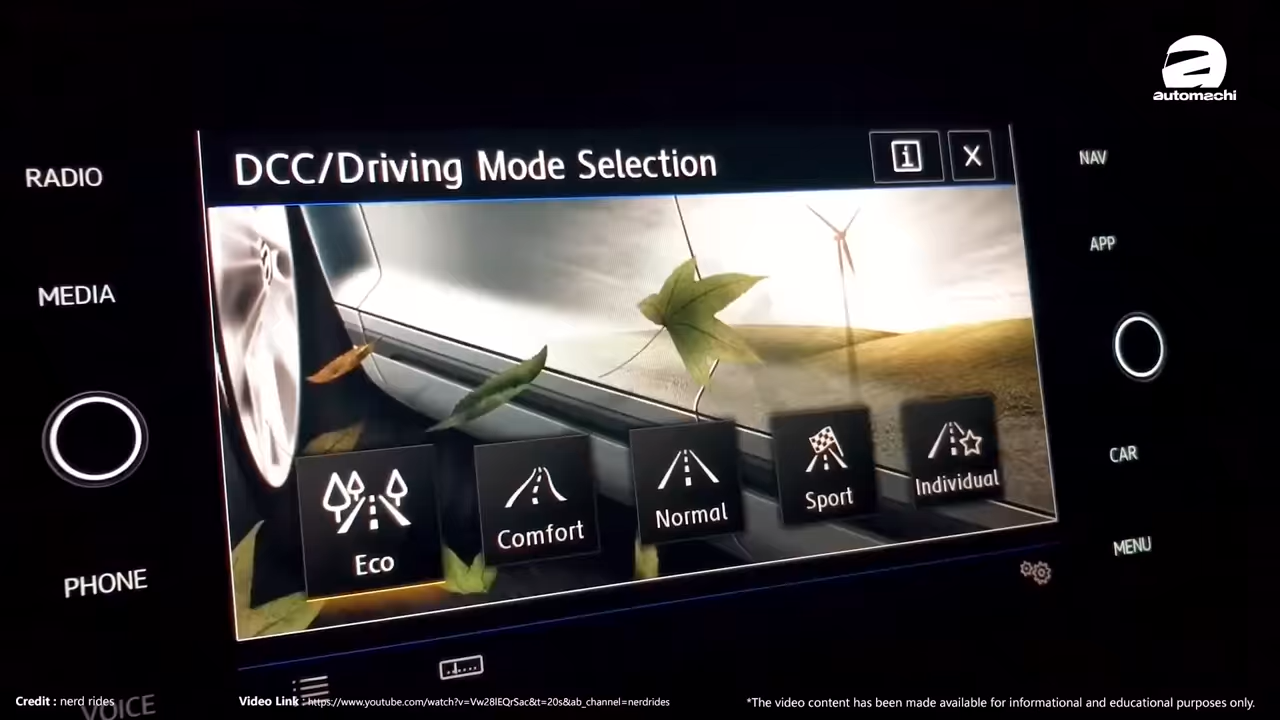 automachi
DCC/Driving Mode Selection
RADIO
MEDIA
PHONE
VOICE
NAV
APP
CAR
MENU
Eco
Comfort
Normal
Sport
Individual
Credit : nerd rides
Video Link : https://www.youtube.com/watch?v=Vw28lEQrSac&t=20s&ab_channel=nerdrides
*The video content has been made available for informational and educational purposes only.